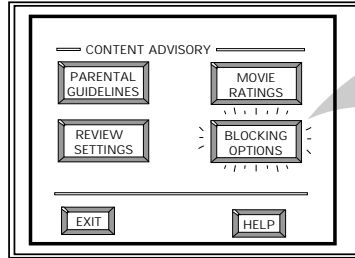 CONTENT ADVISORY
PARENTAL
GUIDELINES
MOVIE
RATINGS
REVIEW
SETTINGS
BLOCKING
OPTIONS
EXIT
HELP